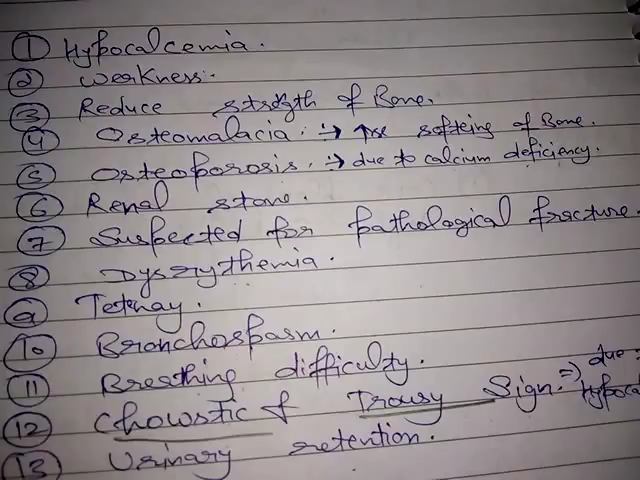 ① Hypocalcemia.
② Weakness.
③ Reduce strength of Bone.
④ Osteomalacia. → softeing of Bone.
⑤ Osteoporosis. → due to calcium deficiency.
⑥ Renal stone.
⑦ Suspected for pathological fracture.
⑧ Dysrythemia.
⑨ Tetnay.
⑩ Bronchospasm.
⑪ Breathing difficulty.
⑫ Chowstic & Trousy Sign. ⇒ due
Hypocal
⑬ Urinary retention.